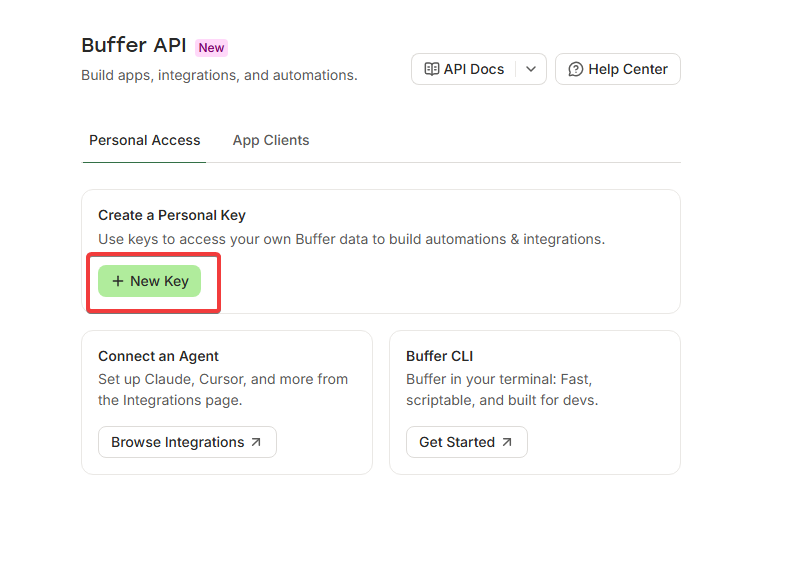 Buffer API New
Build apps, integrations, and automations.
API Docs
Help Center
Personal Access
App Clients
Create a Personal Key
Use keys to access your own Buffer data to build automations & integrations.
+ New Key
Connect an Agent
Set up Claude, Cursor, and more from
the Integrations page.
Browse Integrations
Buffer CLI
Buffer in your terminal: Fast,
scriptable, and built for devs.
Get Started